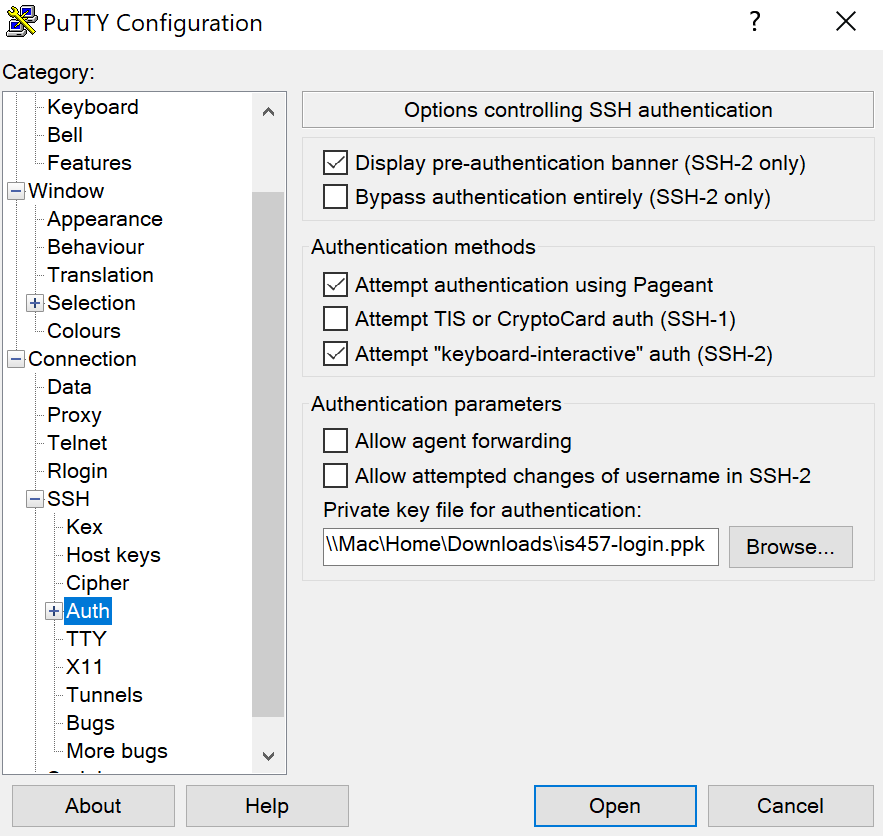 PuTTY Configuration
?
Category:
Keyboard
Bell
Features
Window
Appearance
Behaviour
Translation
Selection
Colours
Connection
Data
Proxy
Telnet
Rlogin
SSH
Kex
Host keys
Cipher
Auth
TTY
X11
Tunnels
Bugs
More bugs
Options controlling SSH authentication
Display pre-authentication banner (SSH-2 only)
Bypass authentication entirely (SSH-2 only)
Authentication methods
Attempt authentication using Pageant
Attempt TIS or CryptoCard auth (SSH-1)
Attempt "keyboard-interactive" auth (SSH-2)
Authentication parameters
Allow agent forwarding
Allow attempted changes of username in SSH-2
Private key file for authentication:
\\Mac\Home\Downloads\is457-login.ppk
Browse...
About
Help
Open
Cancel